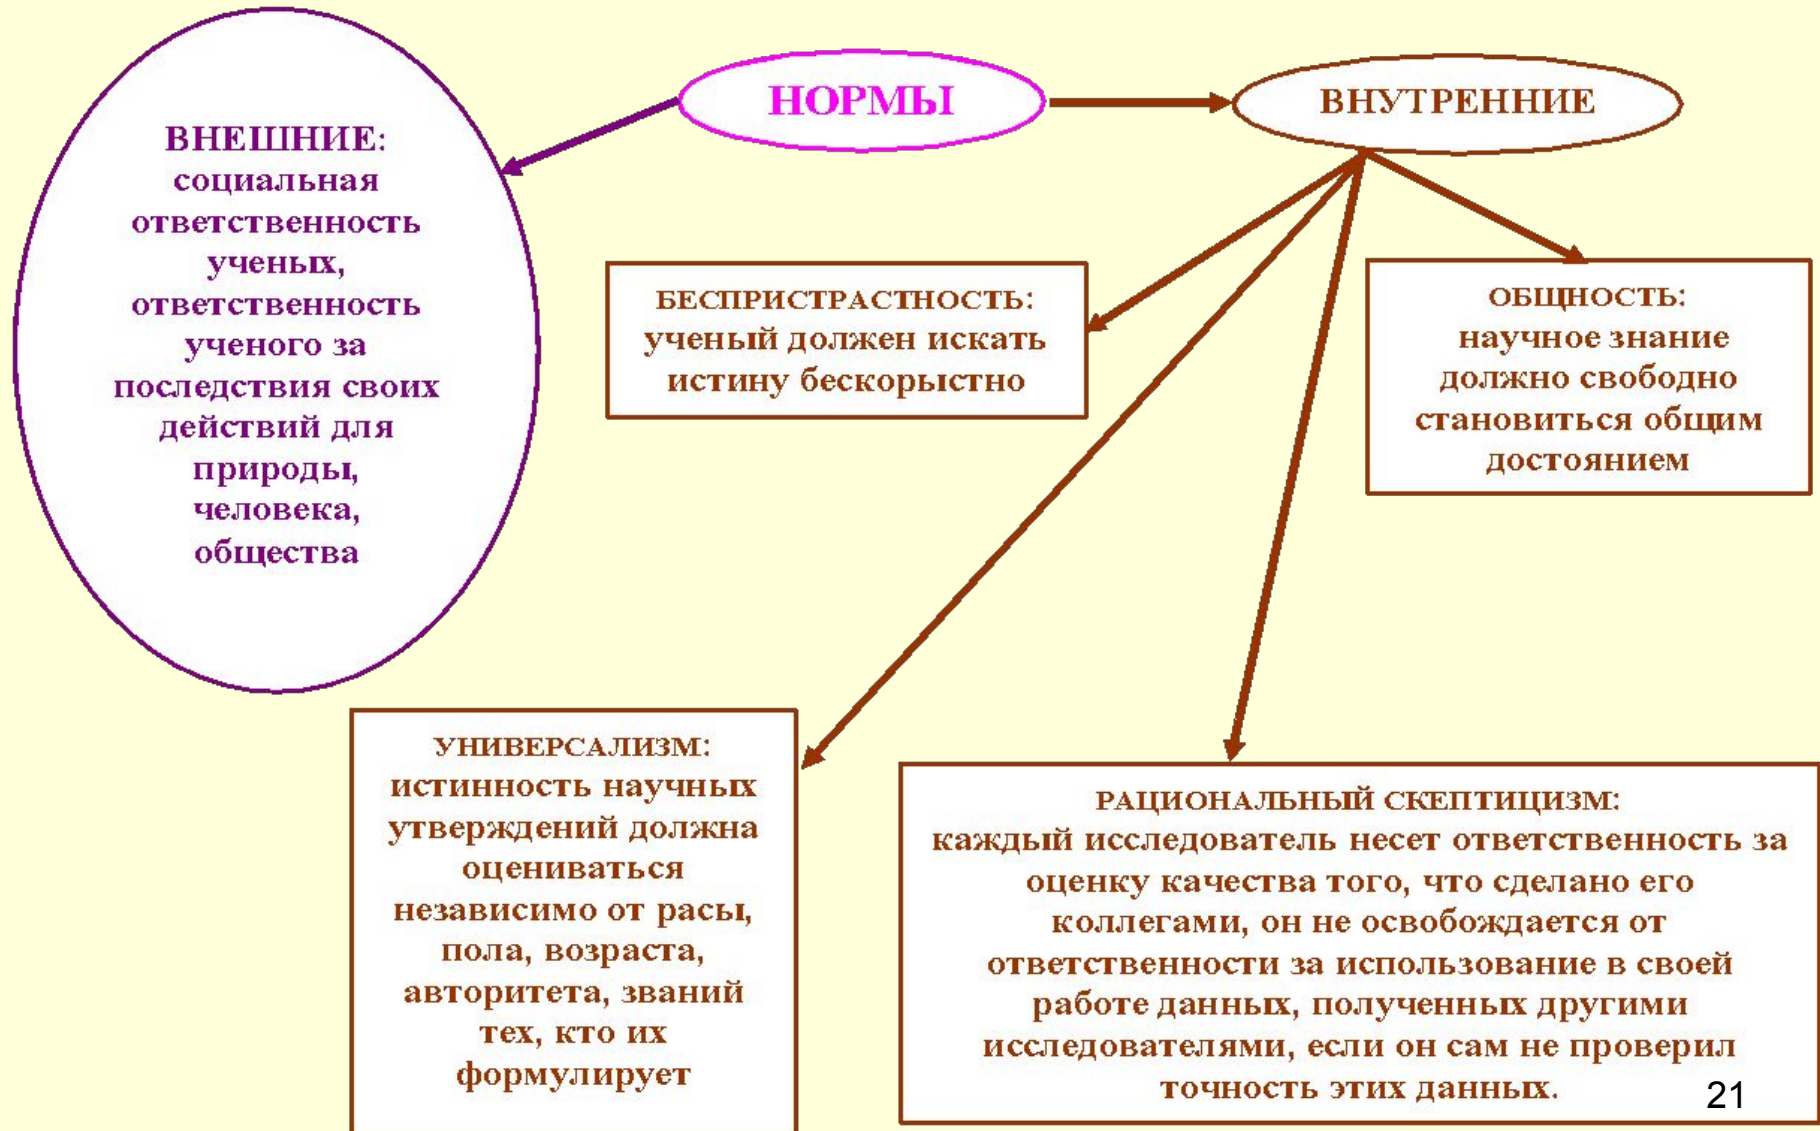 НОРМЫ
ВНУТРЕННИЕ
ВНЕШНИЕ:
социальная
ответственность
ученых,
ответственность
ученого за
последствия своих
действий для
природы,
человека,
общества
БЕСПРИСТРАСТНОСТЬ:
ученый должен искать
истину бескорыстно
ОБЩНОСТЬ:
научное знание
должно свободно
становиться общим
достоянием
УНИВЕРСАЛИЗМ:
истинность научных
утверждений должна
оцениваться
независимо от расы,
пола, возраста,
авторитета, званий
тех, кто их
формулирует
РАЦИОНАЛЬНЫЙ СКЕПТИЦИЗМ:
каждый исследователь несет ответственность за
оценку качества того, что сделано его
коллегами, он не освобождается от
ответственности за использование в своей
работе данных, полученных другими
исследователями, если он сам не проверил
точность этих данных.
21